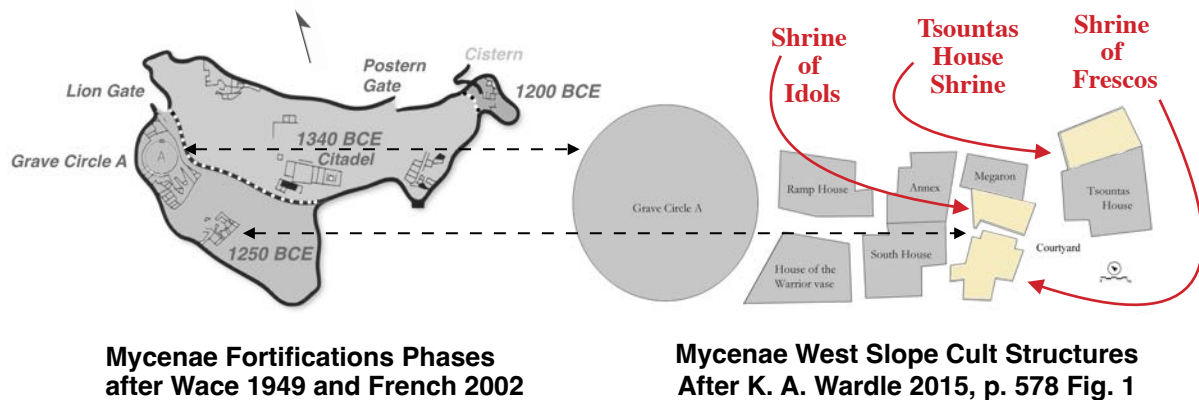 Cistern
Postern
Gate
1200 BCE
Lion Gate
1340 BCE
Citadel
Grave Circle A
A
1250 BCE
Shrine
of
Idols
Tsountas
House
Shrine
Shrine
of
Frescos
Grave Circle A
Ramp House
Annex
Megaron
Tsountas
House
House of the
Warrior vase
South House
Courtyard
Mycenae Fortifications Phases
after Wace 1949 and French 2002
Mycenae West Slope Cult Structures
After K. A. Wardle 2015, p. 578 Fig. 1